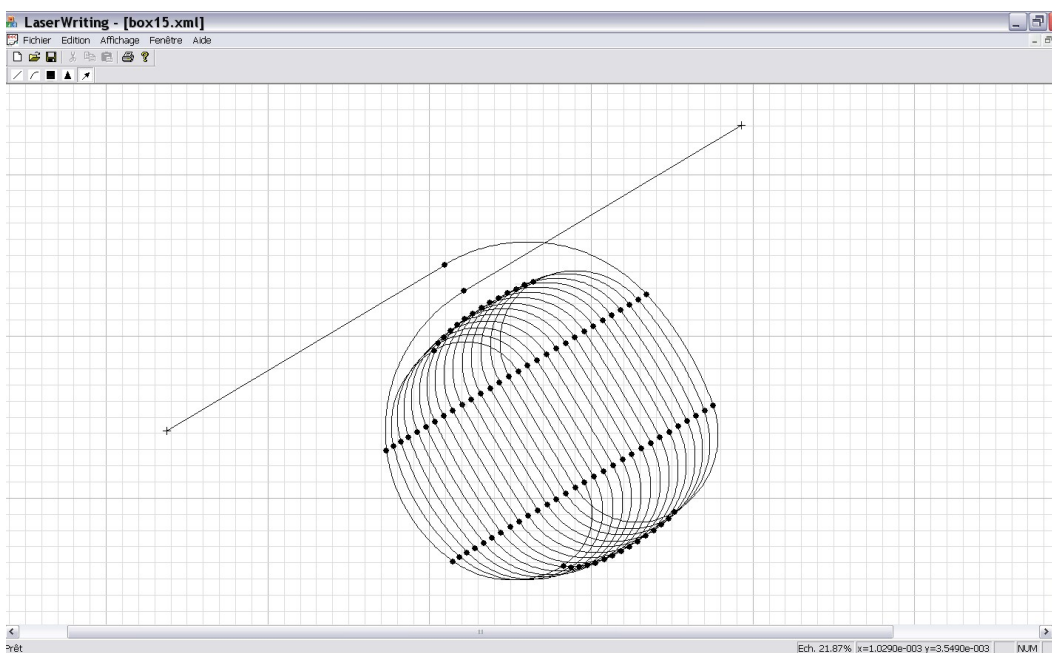 LaserWriting - [box15.xml]
Fichier Edition Affichage Fenêtre Aide
Prêt Ech. 21.87% x=1.0290e-003 y=3.5490e-003 NUM